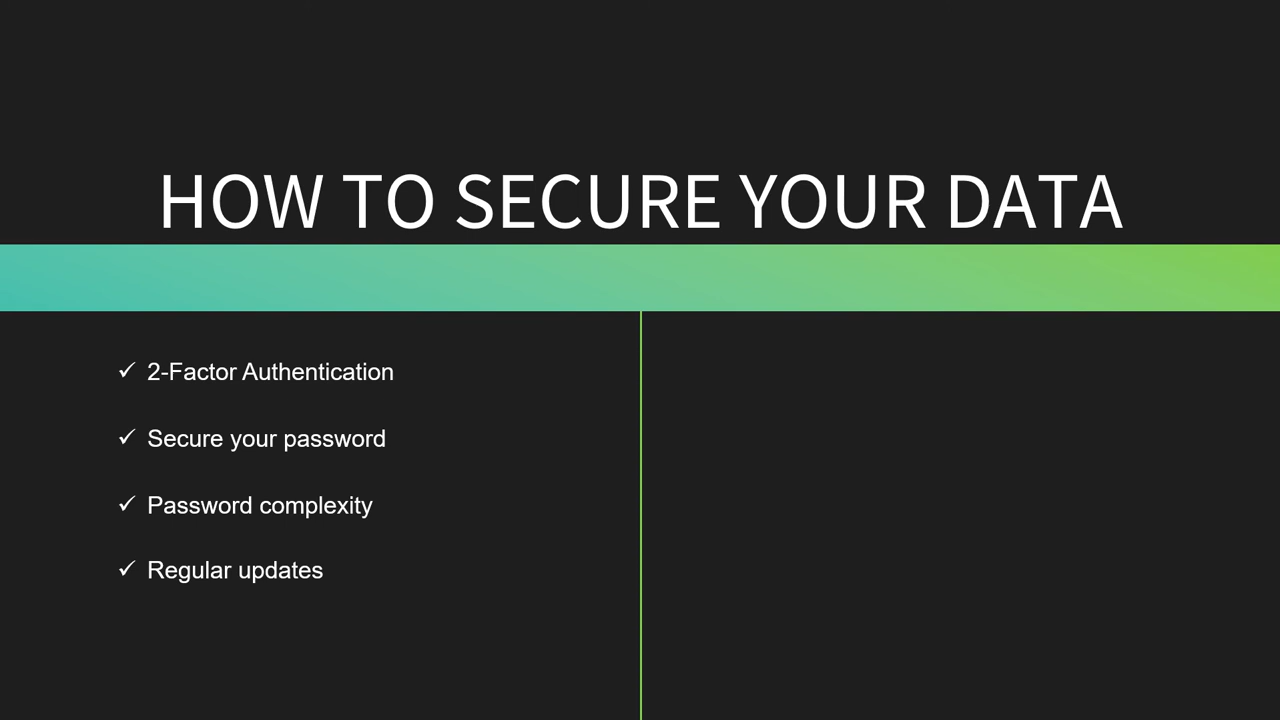 HOW TO SECURE YOUR DATA
✓ 2-Factor Authentication
✓ Secure your password
✓ Password complexity
✓ Regular updates